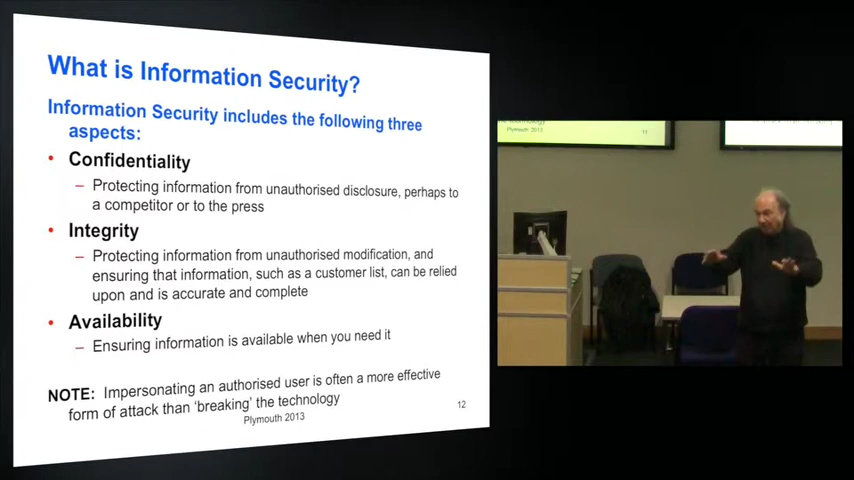 What is Information Security?
Information Security includes the following three
aspects:
• Confidentiality
– Protecting information from unauthorised disclosure, perhaps to
a competitor or to the press
• Integrity
– Protecting information from unauthorised modification, and
ensuring that information, such as a customer list, can be relied
upon and is accurate and complete
• Availability
– Ensuring information is available when you need it
NOTE: Impersonating an authorised user is often a more effective
form of attack than 'breaking' the technology
Plymouth 2013
12
technology
Plymouth 2013
11